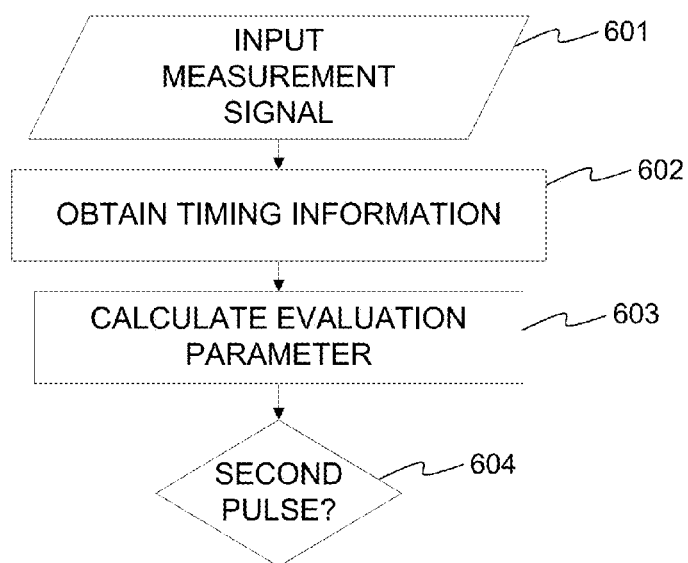 INPUT
MEASUREMENT
SIGNAL
601
602
OBTAIN TIMING INFORMATION
CALCULATE EVALUATION
PARAMETER
603
SECOND
PULSE?
604